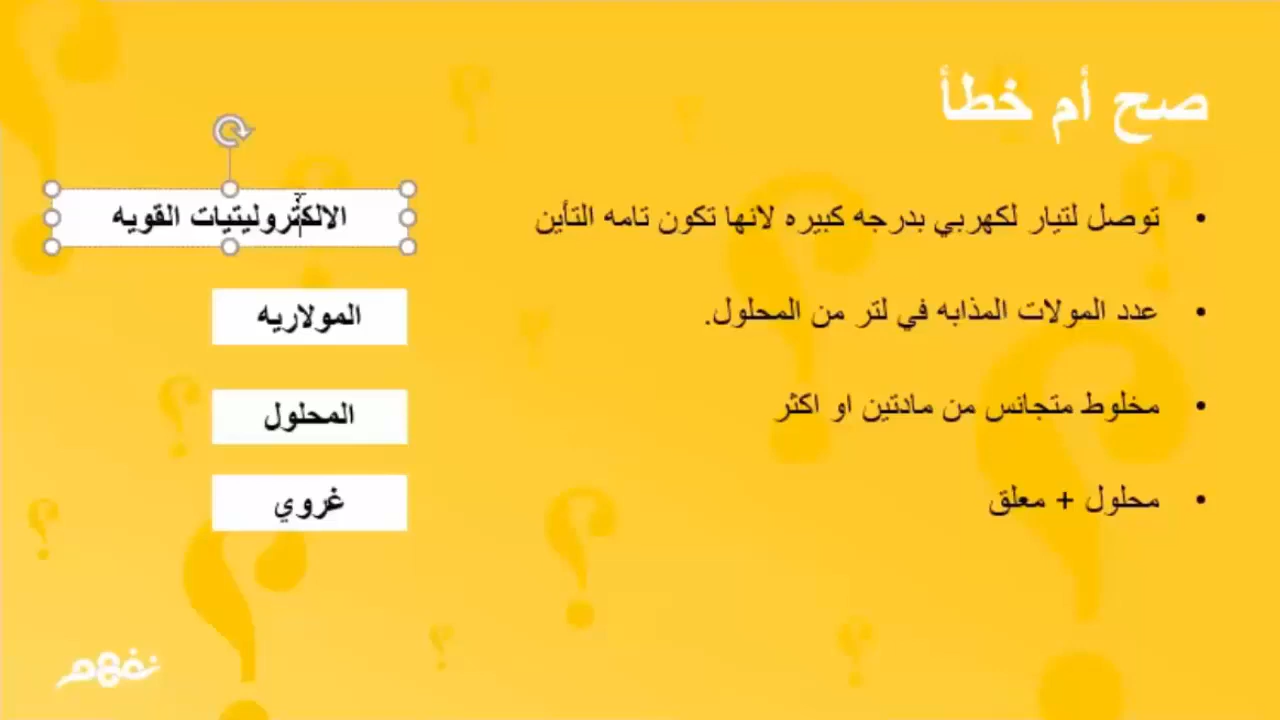 صح أم خطأ
توصل لتيار لكهربي بدرجه كبيره لانها تكون تامه التأين
الالكتروليتيات القويه
عدد المولات المذابه في لتر من المحلول.
المولاريه
مخلوط متجانس من مادتين او اكثر
المحلول
محلول + معلق
غروي
نفهم